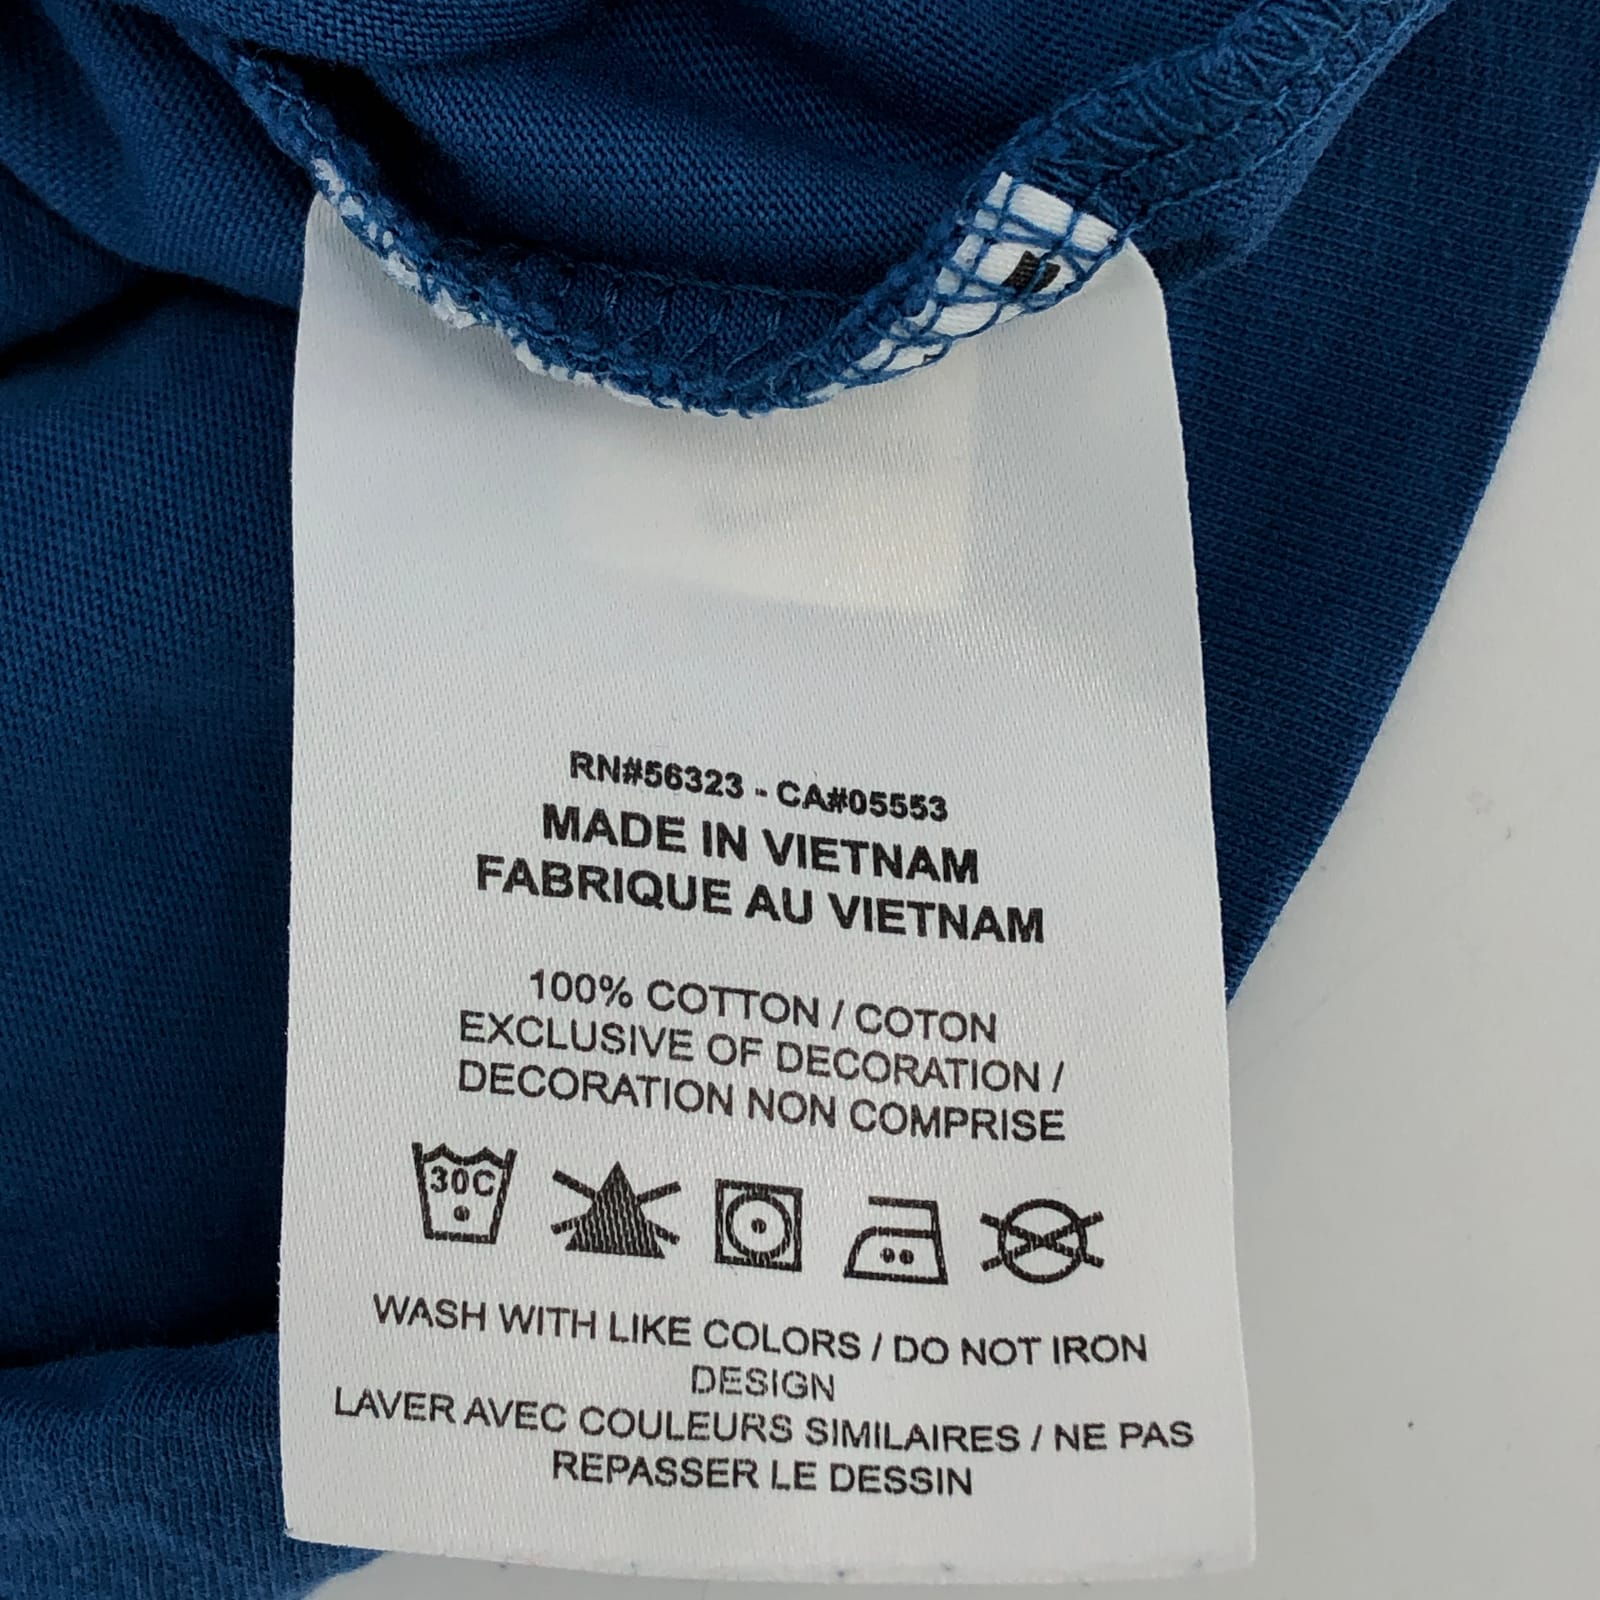 RN#56323 - CA#05553
MADE IN VIETNAM
FABRIQUE AU VIETNAM
100% COTTON / COTON
EXCLUSIVE OF DECORATION /
DECORATION NON COMPRISE
30C
WASH WITH LIKE COLORS / DO NOT IRON
DESIGN
LAVER AVEC COULEURS SIMILAIRES / NE PAS
REPASSER LE DESSIN